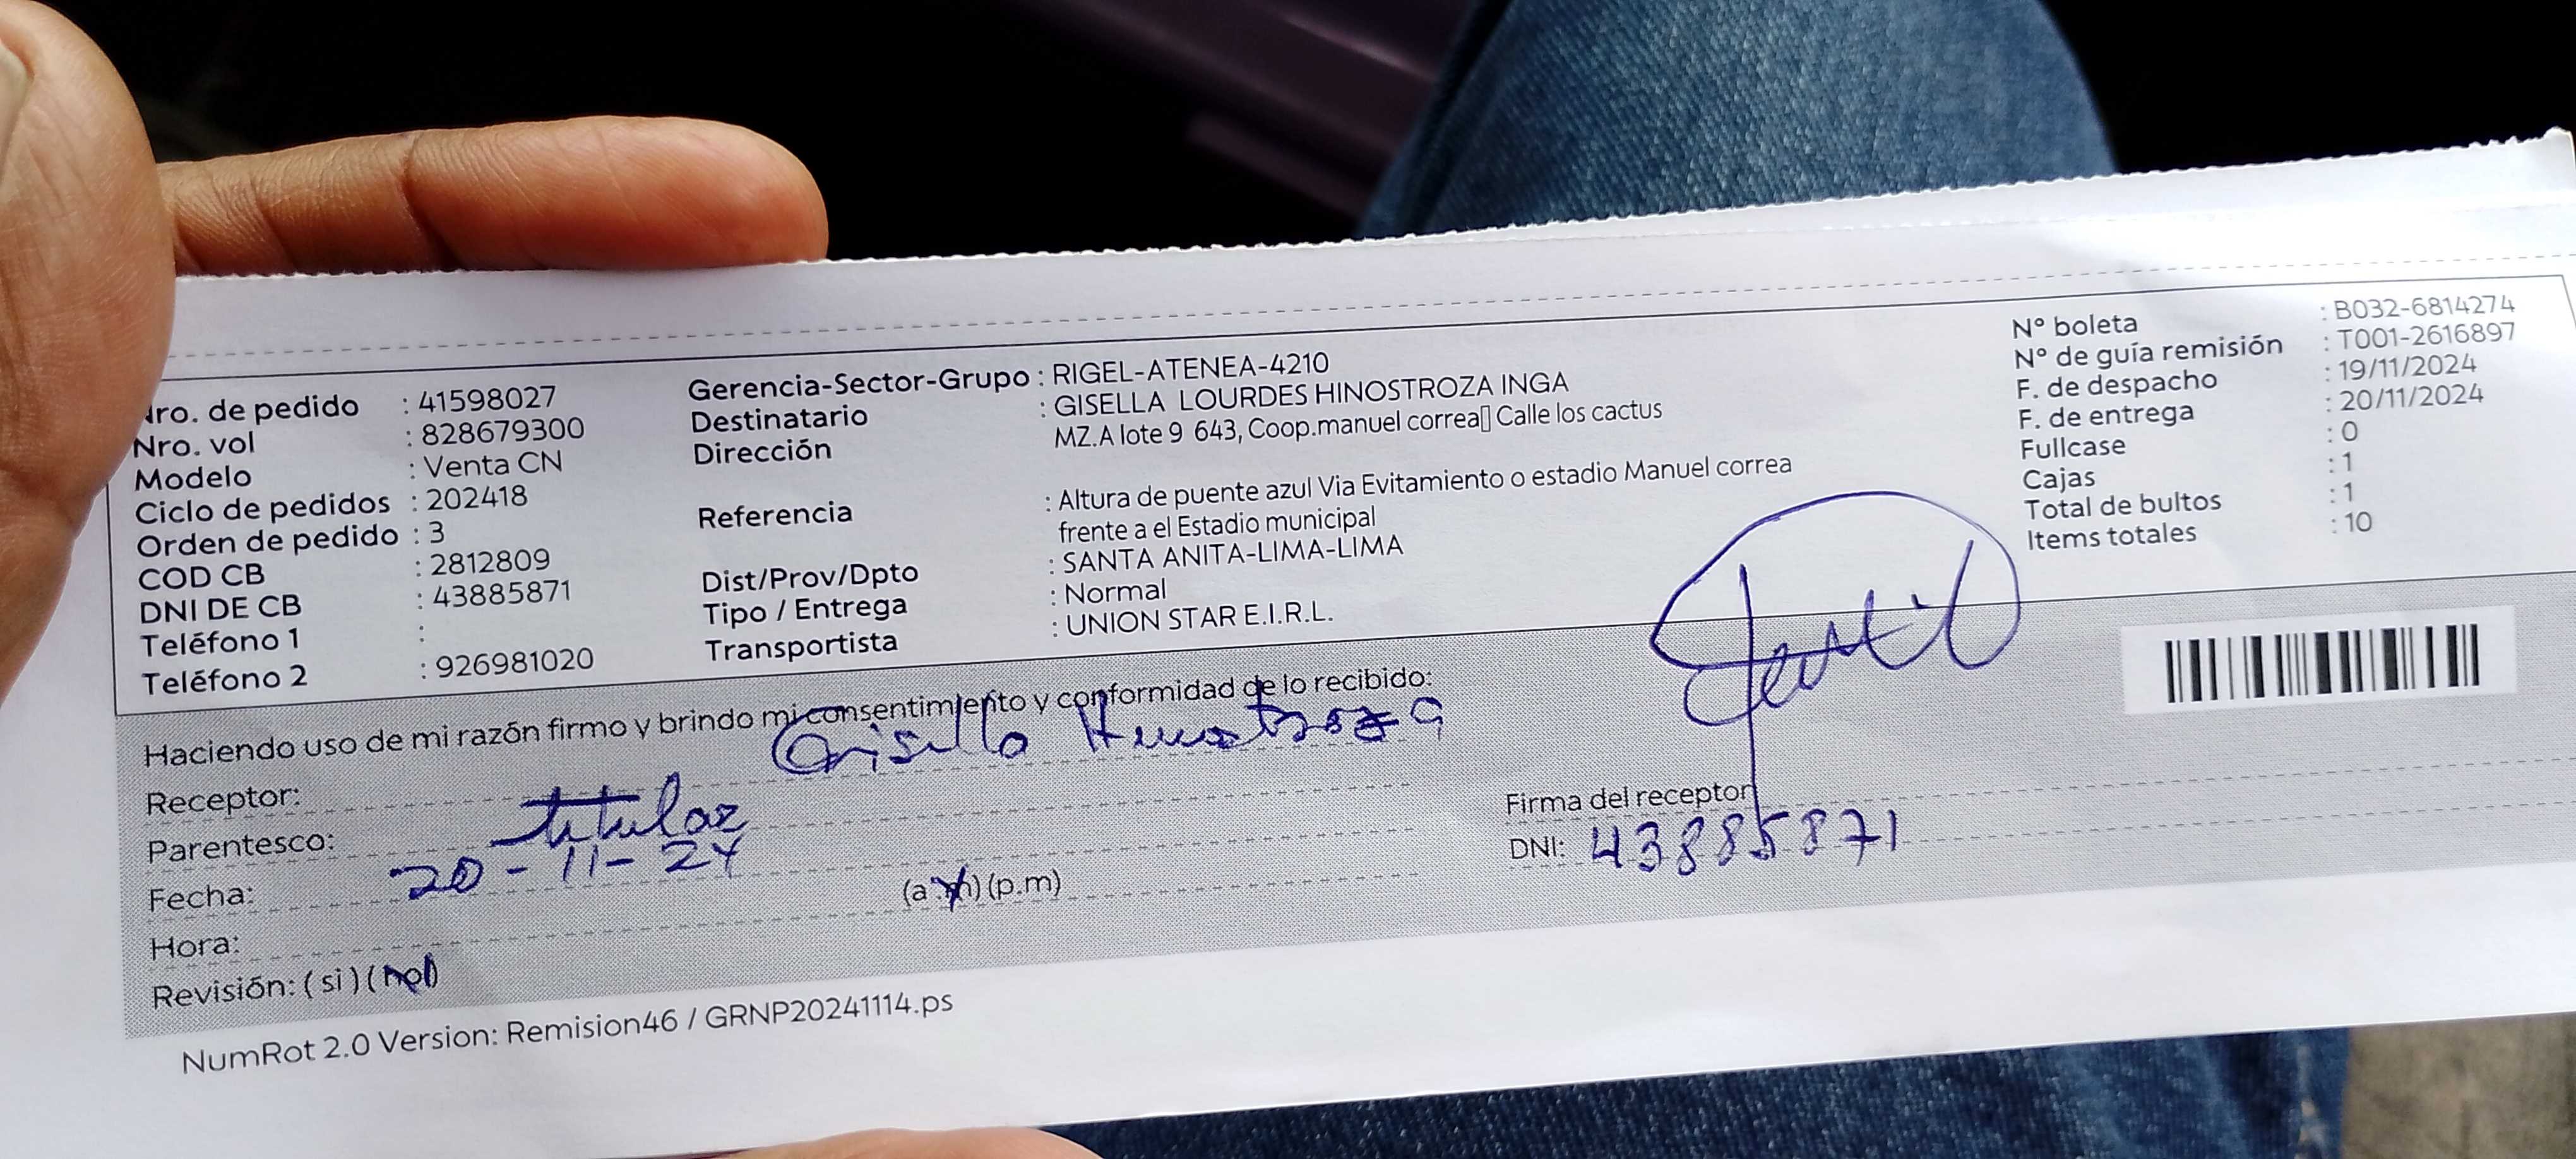 Nro. de pedido : 41598027
Nro. vol : 828679300
Modelo : Venta CN
Ciclo de pedidos : 202418
Orden de pedido : 3
COD CB : 2812809
DNI DE CB : 43885871
Teléfono 1 :
Teléfono 2 : 926981020
Gerencia-Sector-Grupo : RIGEL-ATENEA-4210
Destinatario : GISELLA LOURDES HINOSTROZA INGA
Dirección MZ.A lote 9 643, Coop.manuel correa▯ Calle los cactus
Referencia : Altura de puente azul Via Evitamiento o estadio Manuel correa
frente a el Estadio municipal
Dist/Prov/Dpto : SANTA ANITA-LIMA-LIMA
Tipo / Entrega : Normal
Transportista : UNION STAR E.I.R.L.
N° boleta : B032-6814274
N° de guía remisión : T001-2616897
F. de despacho : 19/11/2024
F. de entrega : 20/11/2024
Fullcase : 0
Cajas : 1
Total de bultos : 1
Items totales : 10
Haciendo uso de mi razón firmo y brindo mi consentimiento y conformidad de lo recibido:
Receptor: Gisella Hinostroza
Parentesco: titular
Fecha: 20-11-24
Hora: (a.m) (p.m)
Revisión: ( si ) ( no )
Firma del receptor
DNI: 43885871
NumRot 2.0 Version: Remision46 / GRNP20241114.ps